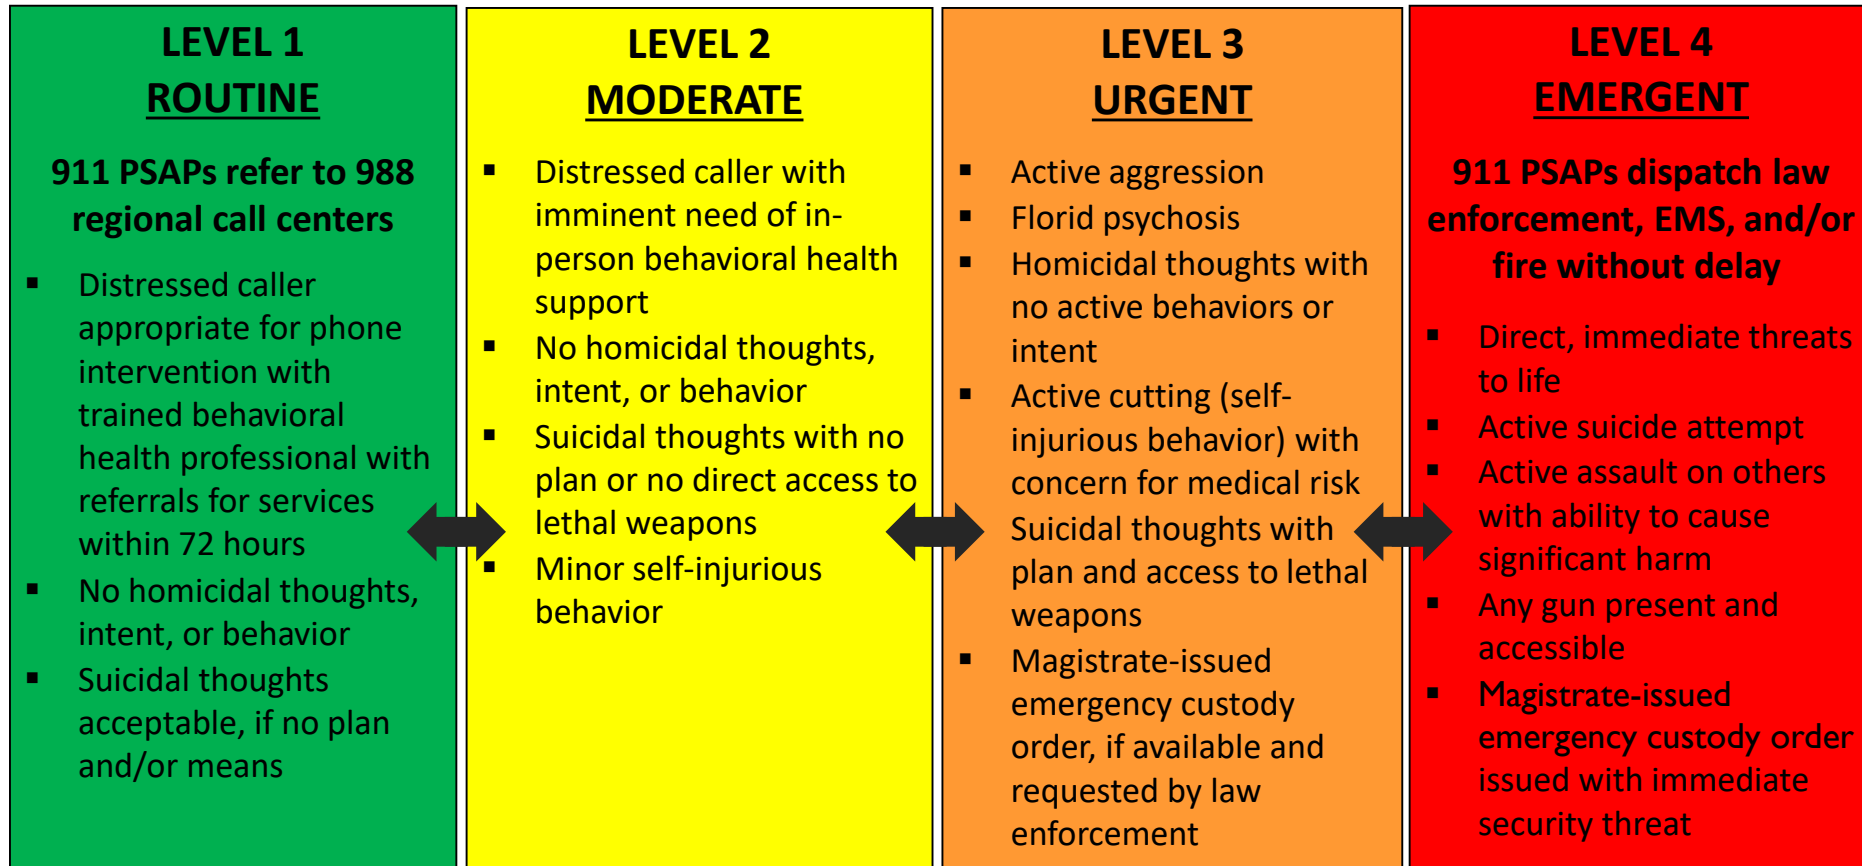 LEVEL 1
ROUTINE
911 PSAPs refer to 988
regional call centers
▪ Distressed caller
appropriate for phone
intervention with
trained behavioral
health professional with
referrals for services
within 72 hours
▪ No homicidal thoughts,
intent, or behavior
▪ Suicidal thoughts
acceptable, if no plan
and/or means
LEVEL 2
MODERATE
▪ Distressed caller with
imminent need of in-
person behavioral health
support
▪ No homicidal thoughts,
intent, or behavior
▪ Suicidal thoughts with no
plan or no direct access to
lethal weapons
▪ Minor self-injurious
behavior
LEVEL 3
URGENT
▪ Active aggression
▪ Florid psychosis
▪ Homicidal thoughts with
no active behaviors or
intent
▪ Active cutting (self-
injurious behavior) with
concern for medical risk
Suicidal thoughts with
plan and access to lethal
weapons
▪ Magistrate-issued
emergency custody
order, if available and
requested by law
enforcement
LEVEL 4
EMERGENT
911 PSAPs dispatch law
enforcement, EMS, and/or
fire without delay
▪ Direct, immediate threats
to life
▪ Active suicide attempt
▪ Active assault on others
with ability to cause
significant harm
▪ Any gun present and
accessible
▪ Magistrate-issued
emergency custody order
issued with immediate
security threat